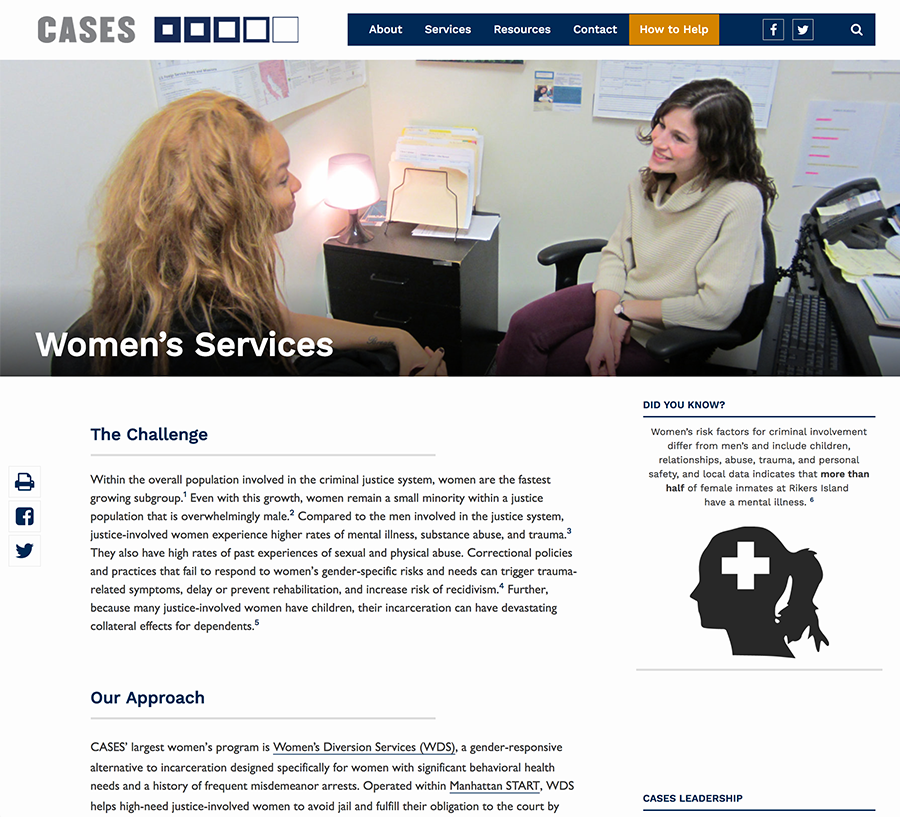 CASES
About Services Resources Contact How to Help
Women's Services
The Challenge
Within the overall population involved in the criminal justice system, women are the fastest
growing subgroup.1 Even with this growth, women remain a small minority within a justice
population that is overwhelmingly male.2 Compared to the men involved in the justice system,
justice-involved women experience higher rates of mental illness, substance abuse, and trauma.3
They also have high rates of past experiences of sexual and physical abuse. Correctional policies
and practices that fail to respond to women's gender-specific risks and needs can trigger trauma-
related symptoms, delay or prevent rehabilitation, and increase risk of recidivism.4 Further,
because many justice-involved women have children, their incarceration can have devastating
collateral effects for dependents.5
Our Approach
CASES' largest women's program is Women's Diversion Services (WDS), a gender-responsive
alternative to incarceration designed specifically for women with significant behavioral health
needs and a history of frequent misdemeanor arrests. Operated within Manhattan START, WDS
helps high-need justice-involved women to avoid jail and fulfill their obligation to the court by
DID YOU KNOW?
Women's risk factors for criminal involvement
differ from men's and include children,
relationships, abuse, trauma, and personal
safety, and local data indicates that more than
half of female inmates at Rikers Island
have a mental illness. 6
CASES LEADERSHIP